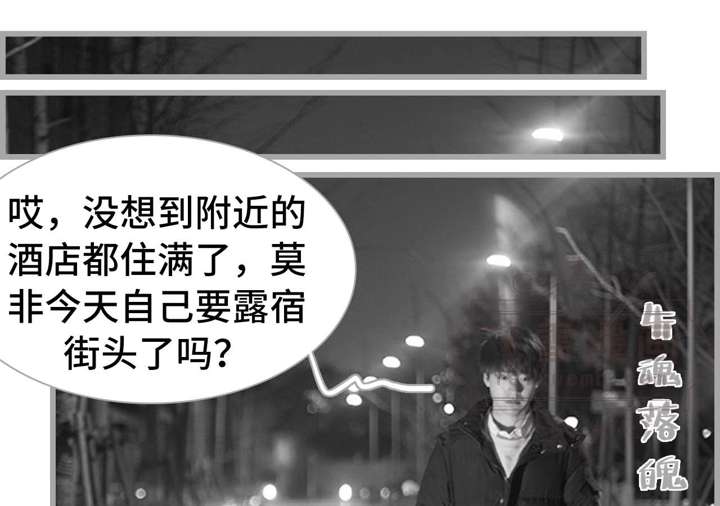 哎，没想到附近的
酒店都住满了，莫
非今天自己要露宿
街头了吗？
失魂落魄